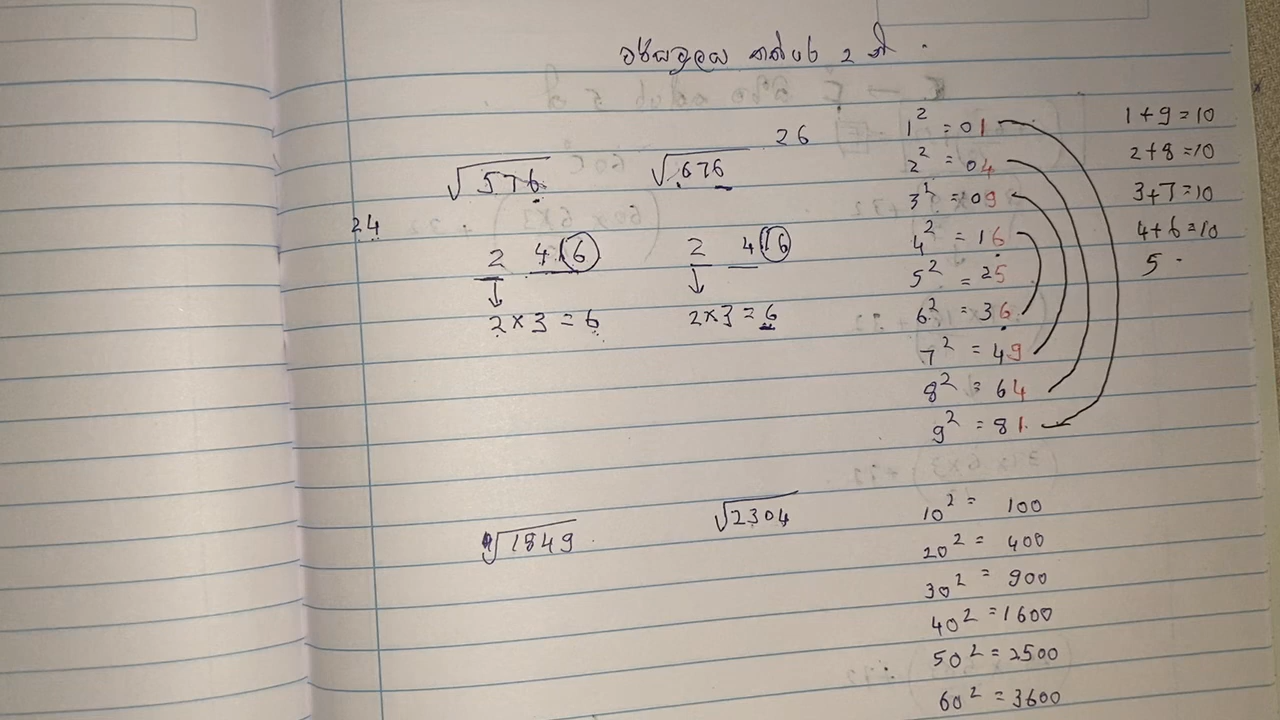 වර්ගමූලය තත්පර 2 න්
26
√576 √676
24
2 4/6 2 4/6
2×3 = 6 2×3 = 6
√1849 √2304
1² = 01
2² = 04
3² = 09
4² = 16
5² = 25
6² = 36
7² = 49
8² = 64
9² = 81
10² = 100
20² = 400
30² = 900
40² = 1600
50² = 2500
60² = 3600
1+9=10
2+8=10
3+7=10
4+6=10
5 -